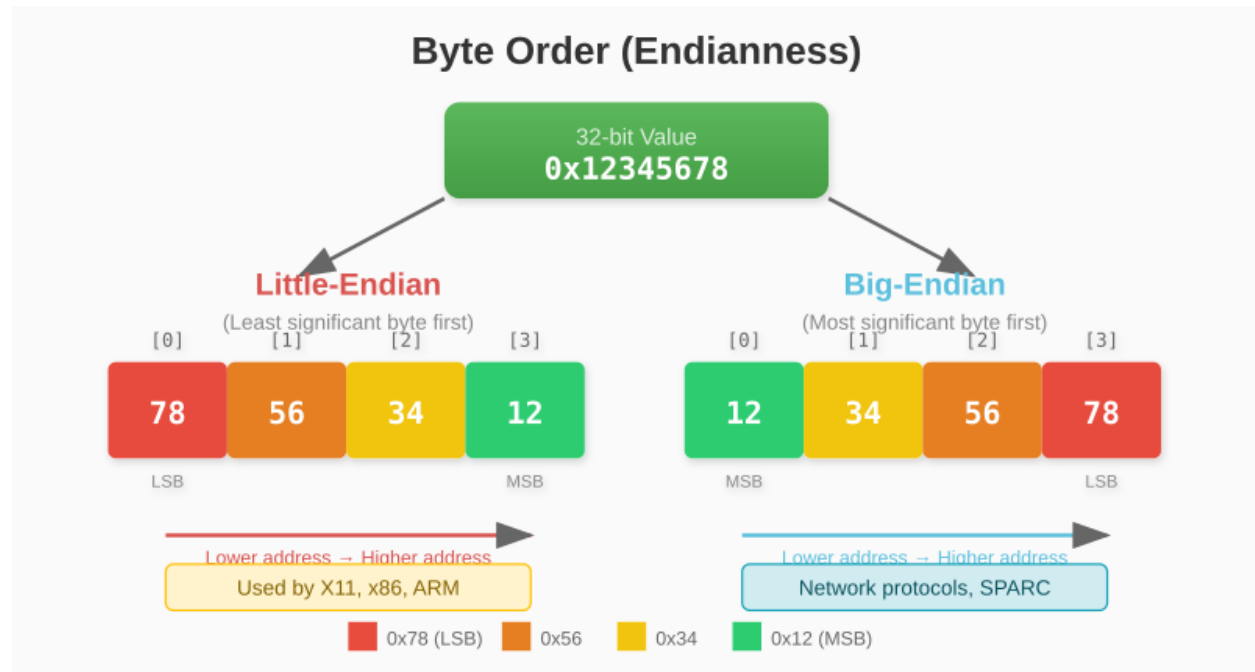 Byte Order (Endianness)
32-bit Value
0x12345678
Little-Endian
(Least significant byte first)
[0] [1] [2] [3]
78 56 34 12
LSB MSB
Lower address → Higher address
Used by X11, x86, ARM
Big-Endian
(Most significant byte first)
[0] [1] [2] [3]
12 34 56 78
MSB LSB
Lower address → Higher address
Network protocols, SPARC
0x78 (LSB) 0x56 0x34 0x12 (MSB)